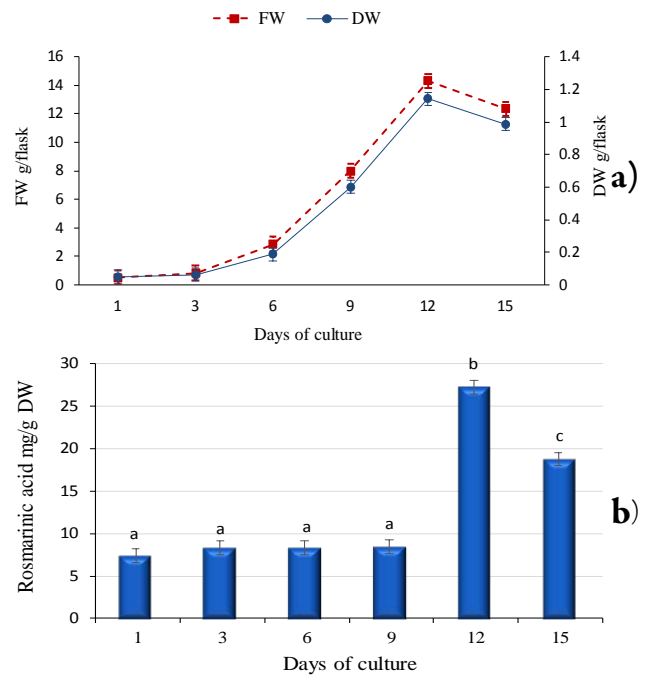 FW DW
FW g/flask
16
14
12
10
8
6
4
2
0
1.4
1.2
1
0.8
0.6
0.4
0.2
0
DW g/flask
a)
1 3 6 9 12 15
Days of culture
Rosmarinic acid mg/g DW
30
25
20
15
10
5
0
a a a a b c
b)
1 3 6 9 12 15
Days of culture